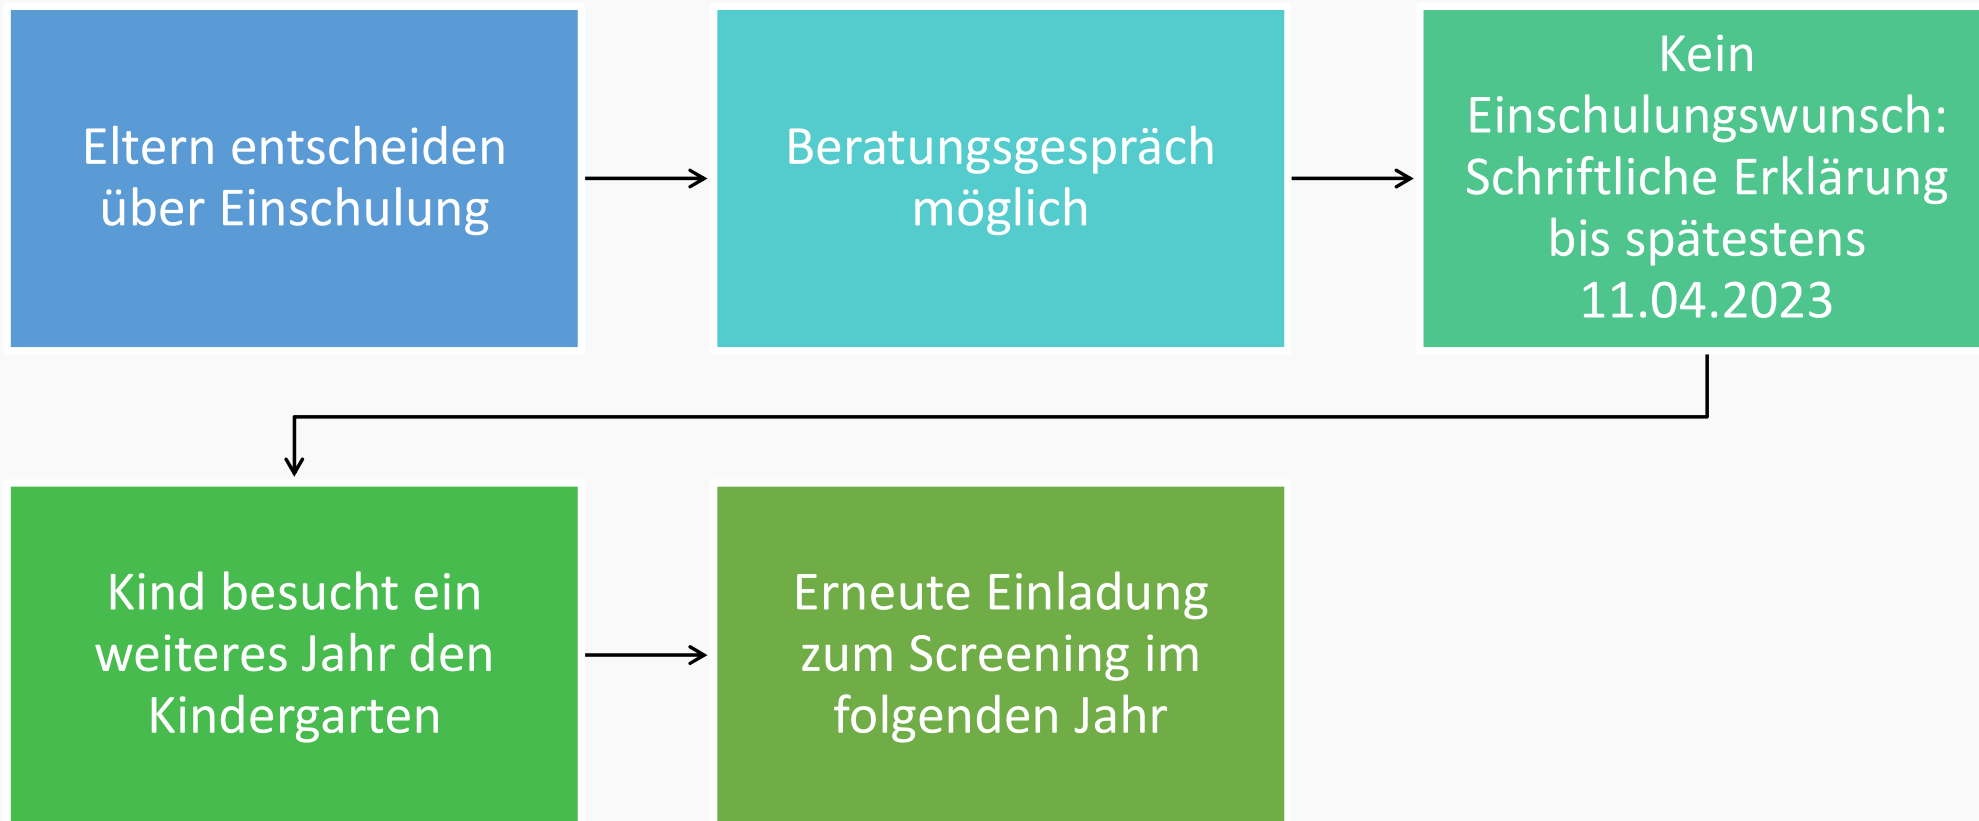 Eltern entscheiden
über Einschulung
Beratungsgespräch
möglich
Kein
Einschulungswunsch:
Schriftliche Erklärung
bis spätestens
11.04.2023
Kind besucht ein
weiteres Jahr den
Kindergarten
Erneute Einladung
zum Screening im
folgenden Jahr